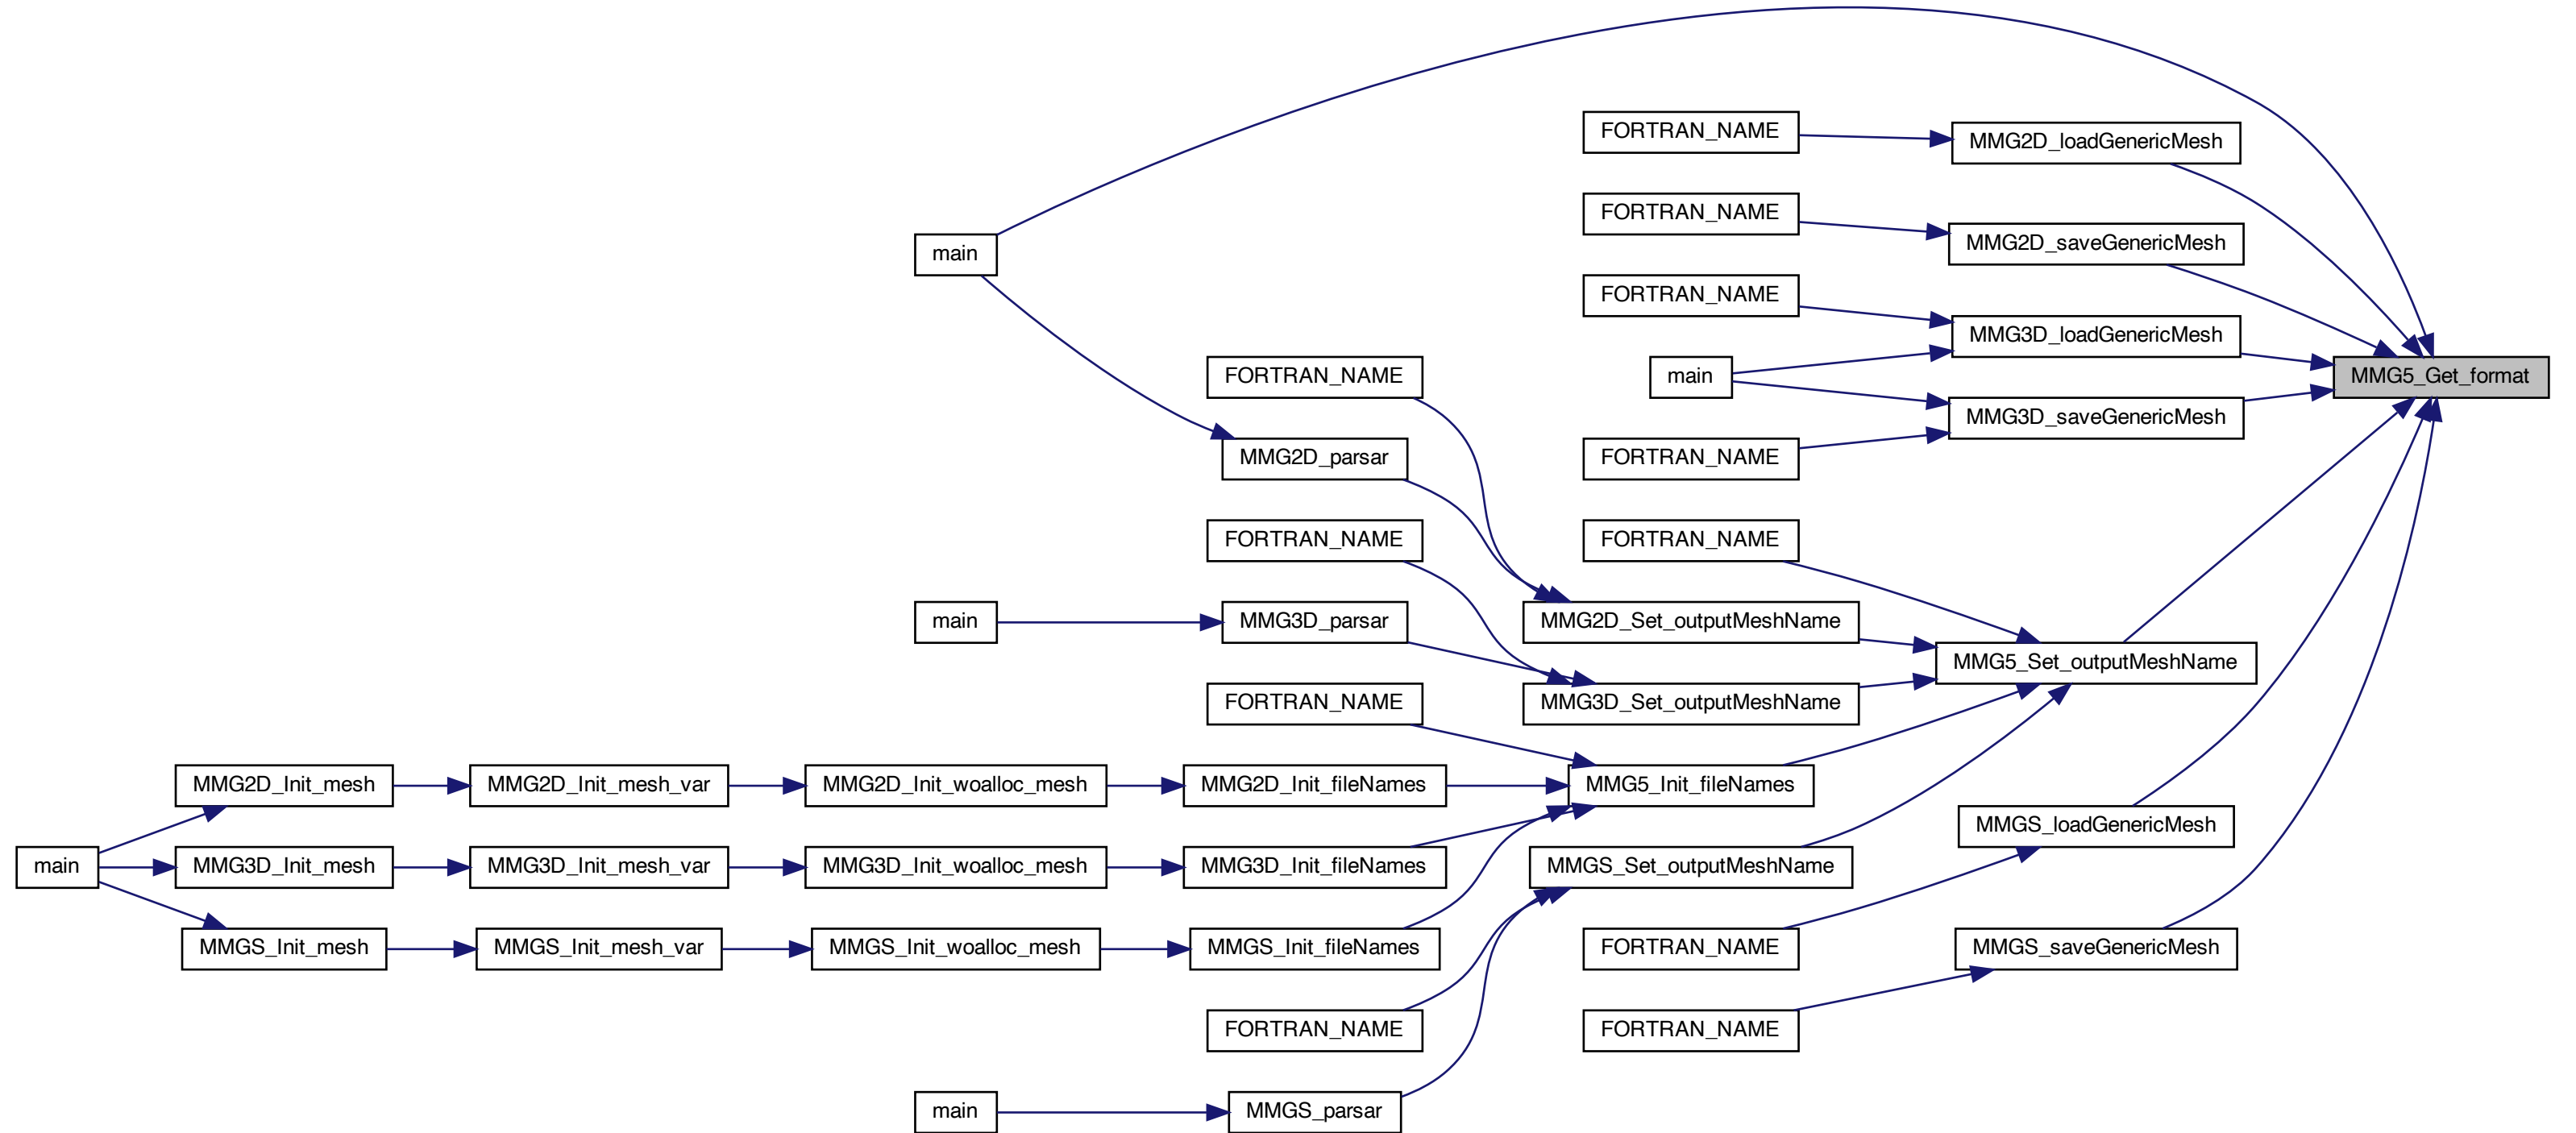 FORTRAN_NAME
MMG2D_loadGenericMesh
FORTRAN_NAME
MMG2D_saveGenericMesh
main
FORTRAN_NAME
MMG3D_loadGenericMesh
FORTRAN_NAME
main
MMG5_Get_format
MMG3D_saveGenericMesh
MMG2D_parsar
FORTRAN_NAME
FORTRAN_NAME
FORTRAN_NAME
main
MMG3D_parsar
MMG2D_Set_outputMeshName
MMG5_Set_outputMeshName
FORTRAN_NAME
MMG3D_Set_outputMeshName
MMG2D_Init_mesh
MMG2D_Init_mesh_var
MMG2D_Init_woalloc_mesh
MMG2D_Init_fileNames
MMG5_Init_fileNames
MMGS_loadGenericMesh
main
MMG3D_Init_mesh
MMG3D_Init_mesh_var
MMG3D_Init_woalloc_mesh
MMG3D_Init_fileNames
MMGS_Set_outputMeshName
MMGS_Init_mesh
MMGS_Init_mesh_var
MMGS_Init_woalloc_mesh
MMGS_Init_fileNames
FORTRAN_NAME
MMGS_saveGenericMesh
FORTRAN_NAME
FORTRAN_NAME
main
MMGS_parsar